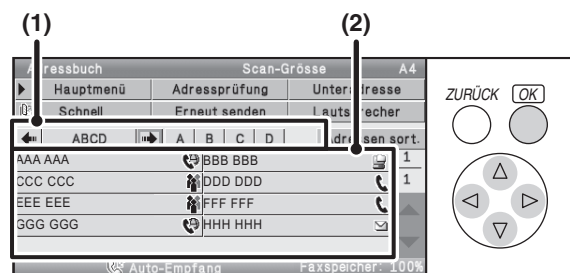 (1) (2)
Adressbuch Scan-Grösse A4
Hauptmenü Adressprüfung Unteradresse
ZURÜCK OK
Schnell Erneut senden Lautsprecher
ABCD A B C D Adressen sort.
AAA AAA BBB BBB 1
CCC CCC DDD DDD 1
EEE EEE FFF FFF
GGG GGG HHH HHH
Auto-Empfang Faxspeicher: 100%